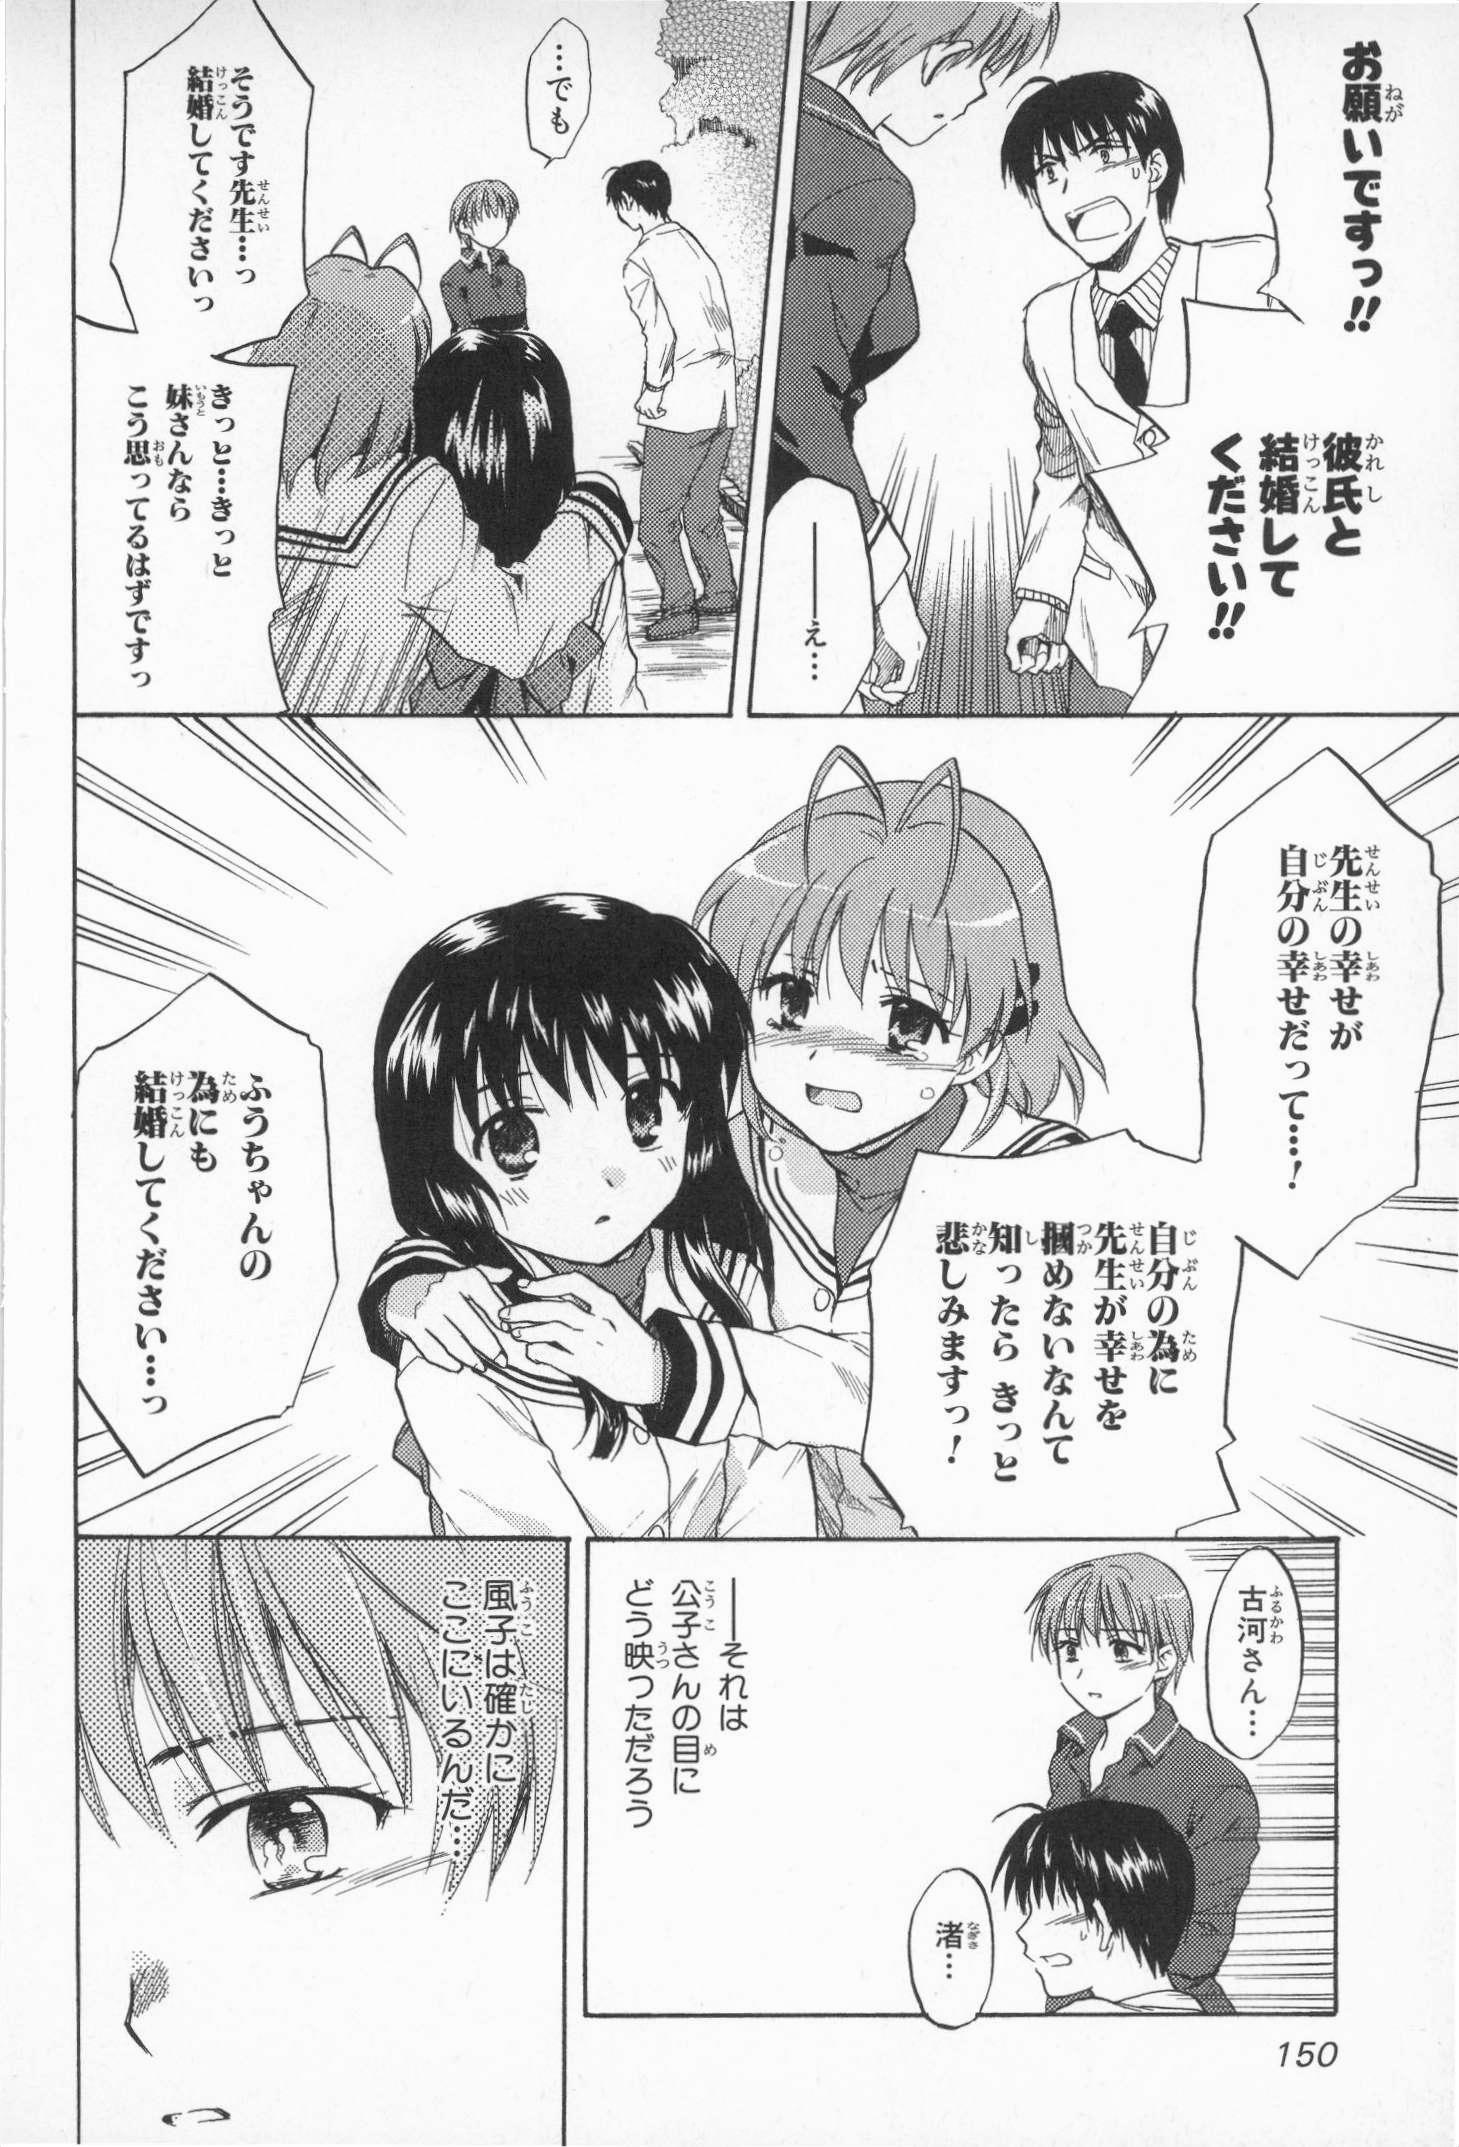 お願いですっ!!
彼氏と
結婚して
ください!!
──え…
…でも
そうです先生…っ
結婚してくださいっ
きっと…きっと
妹さんなら
こう思ってるはずですっ
先生の幸せが
自分の幸せだって…!
自分の為に
先生が幸せを
掴めないなんて
知ったら きっと
悲しみますっ!
ふうちゃんの
為にも
結婚してください…っ
古河さん…
渚…
──それは
公子さんの目に
どう映っただろう
風子は確かに
ここにいるんだ…
150